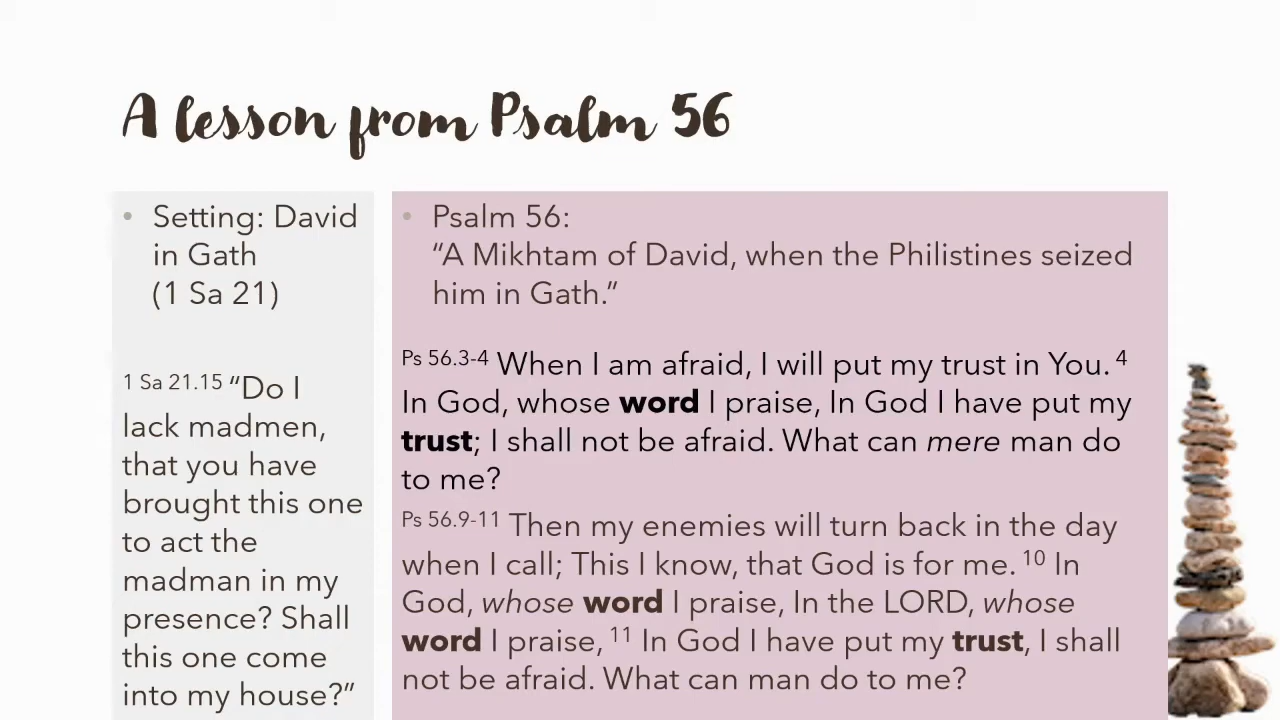 A lesson from Psalm 56
• Setting: David
in Gath
(1 Sa 21)
1 Sa 21.15 “Do I
lack madmen,
that you have
brought this one
to act the
madman in my
presence? Shall
this one come
into my house?”
• Psalm 56:
“A Mikhtam of David, when the Philistines seized
him in Gath.”
Ps 56.3-4 When I am afraid, I will put my trust in You. 4
In God, whose word I praise, In God I have put my
trust; I shall not be afraid. What can mere man do
to me?
Ps 56.9-11 Then my enemies will turn back in the day
when I call; This I know, that God is for me. 10 In
God, whose word I praise, In the LORD, whose
word I praise, 11 In God I have put my trust, I shall
not be afraid. What can man do to me?